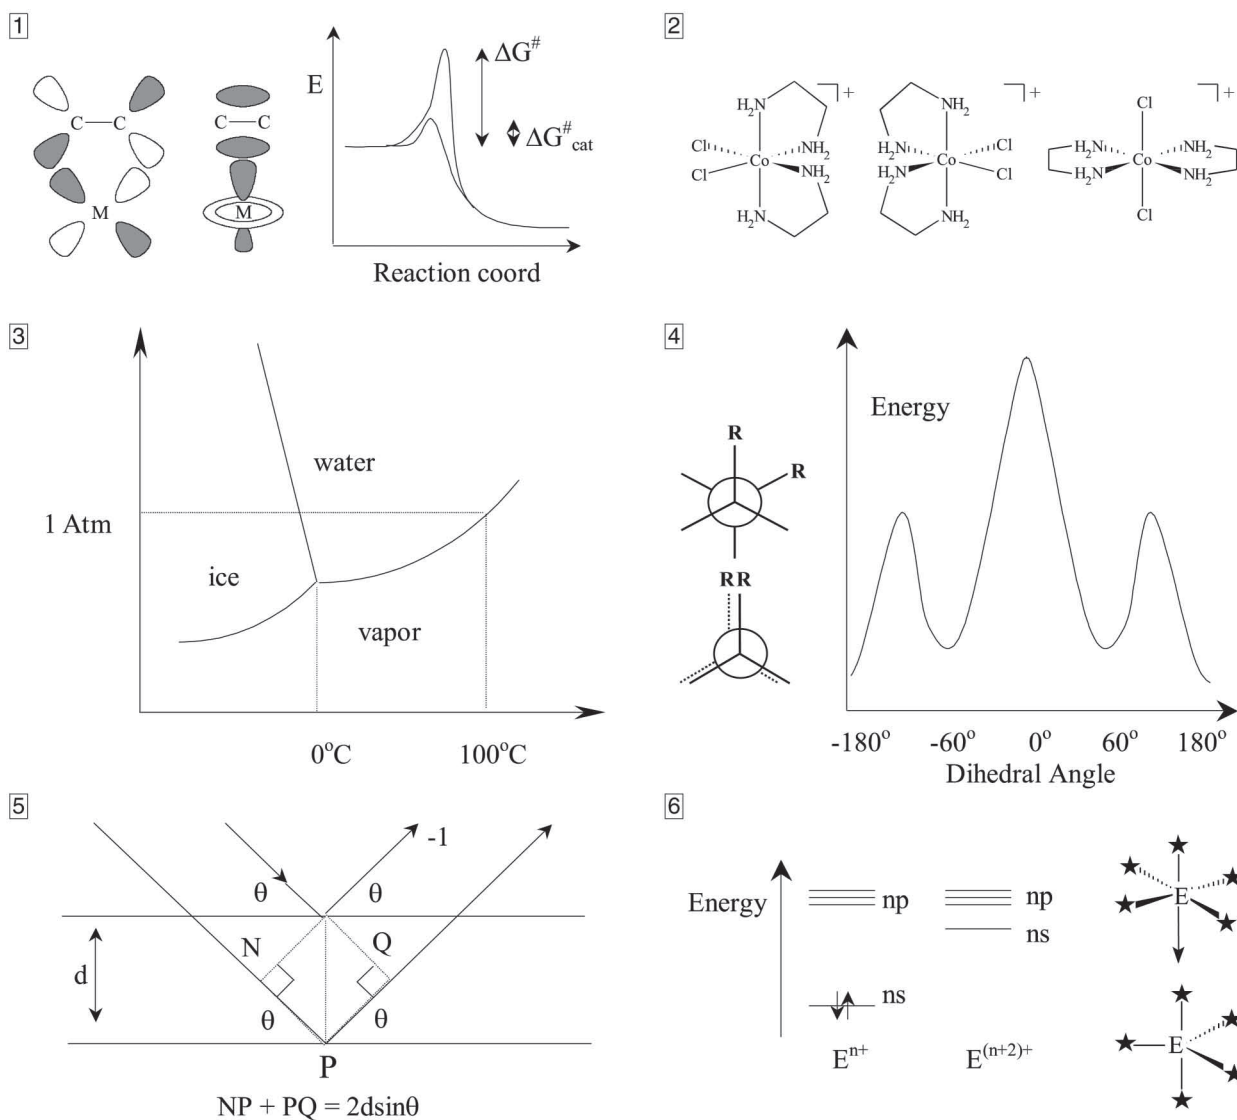 1
E
ΔG#
ΔG#cat
C C
C C
M
M
Reaction coord
2
+
+
+
H2N
NH2
Cl
Cl
Cl
Co
NH2
Cl
H2N
NH2
H2N
Co
Cl
H2N
Cl
NH2
H2N
NH2
H2N
Co
NH2
Cl
3
water
1 Atm
ice
vapor
0°C
100°C
4
Energy
R
R
RR
-180° -60° 0° 60° 180°
Dihedral Angle
5
-1
θ θ
N Q
d
θ θ
P
NP + PQ = 2dsinθ
6
Energy
np
np
ns
ns
E
E
En+
E(n+2)+